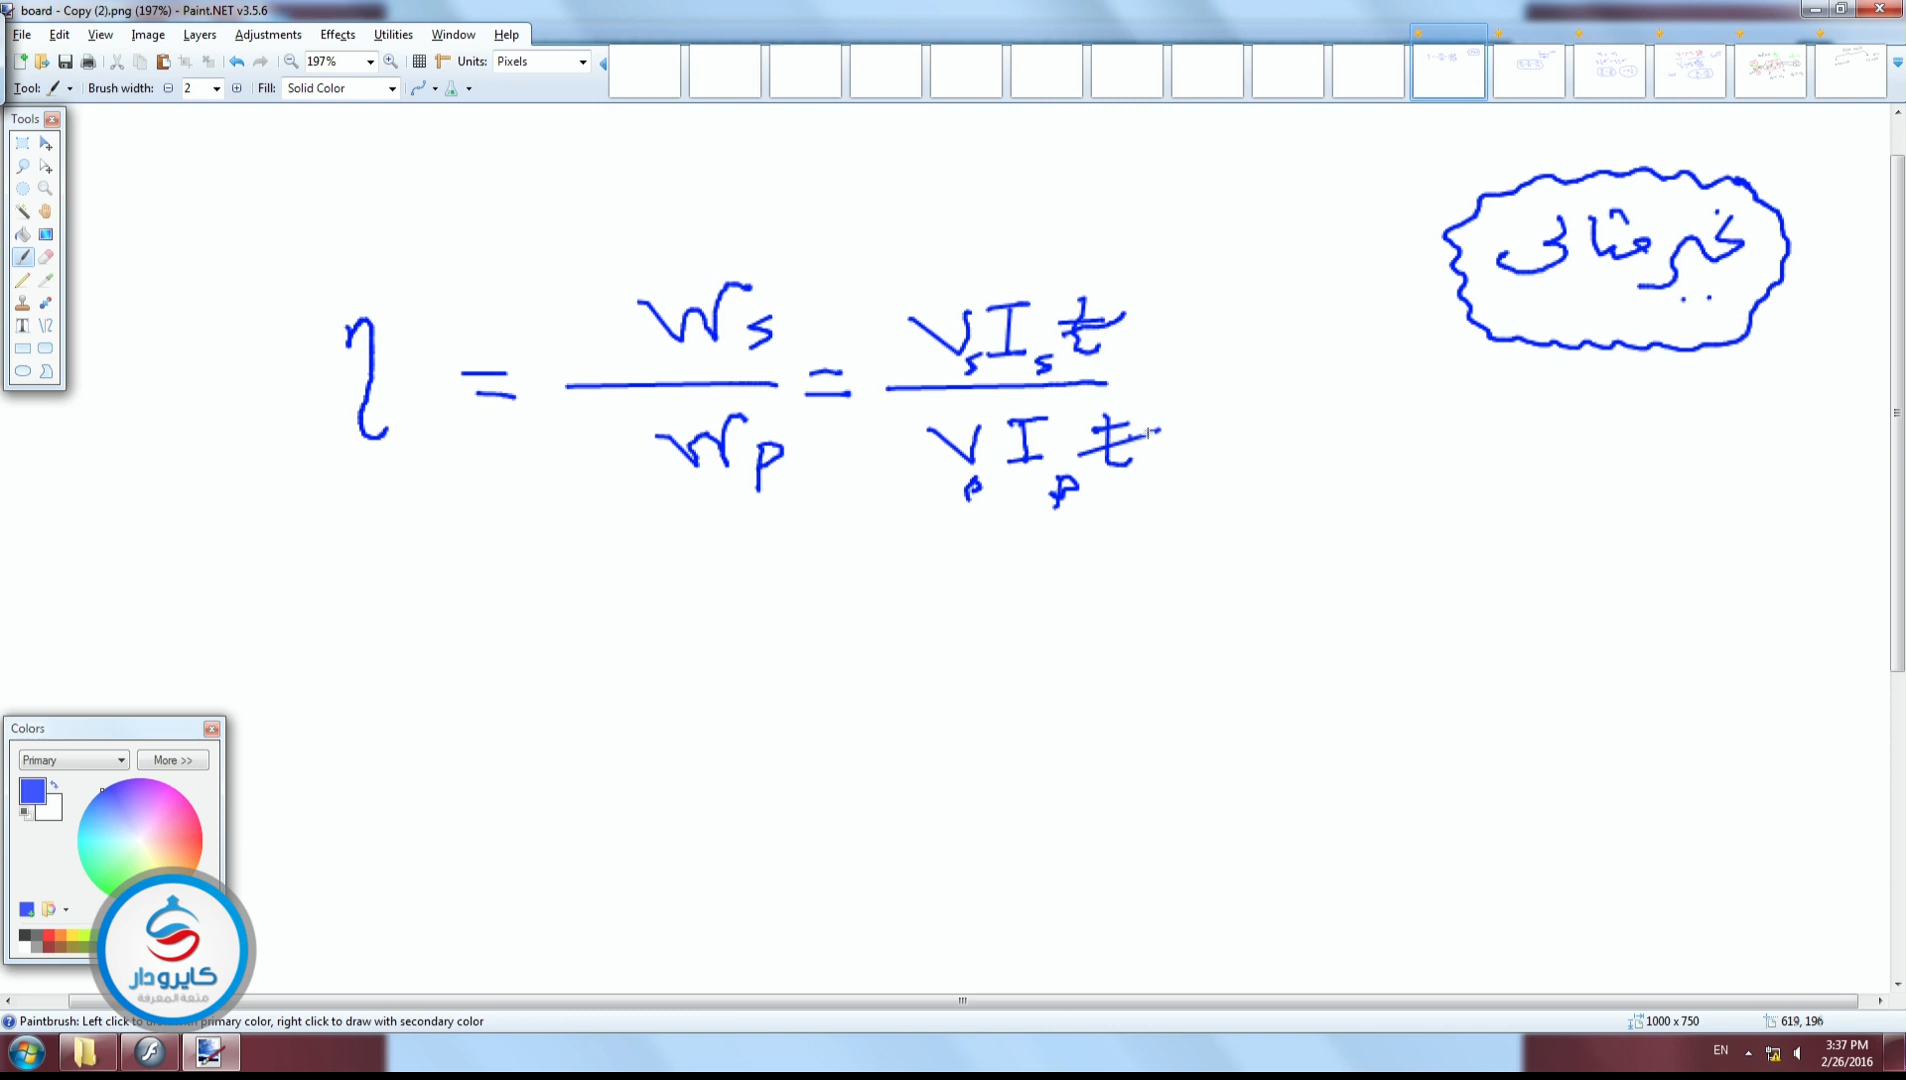 board - Copy (2).png (197%) - Paint.NET v3.5.6
File Edit View Image Layers Adjustments Effects Utilities Window Help
197% Units: Pixels
Tool: Brush width: 2 Fill: Solid Color
Tools
η = Ws / Wp = Vs Is t / Vp Ip t
Colors
Primary More >>
كايرودار
متعة المعرفة
Paintbrush: Left click to draw with primary color, right click to draw with secondary color
1000 x 750
619, 196
EN
3:37 PM
2/26/2016